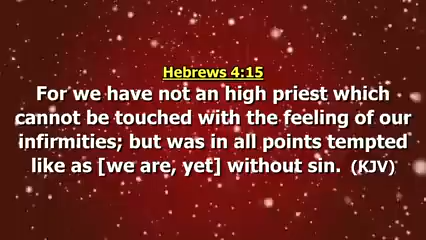 Hebrews 4:15
For we have not an high priest which
cannot be touched with the feeling of our
infirmities; but was in all points tempted
like as [we are, yet] without sin. (KJV)